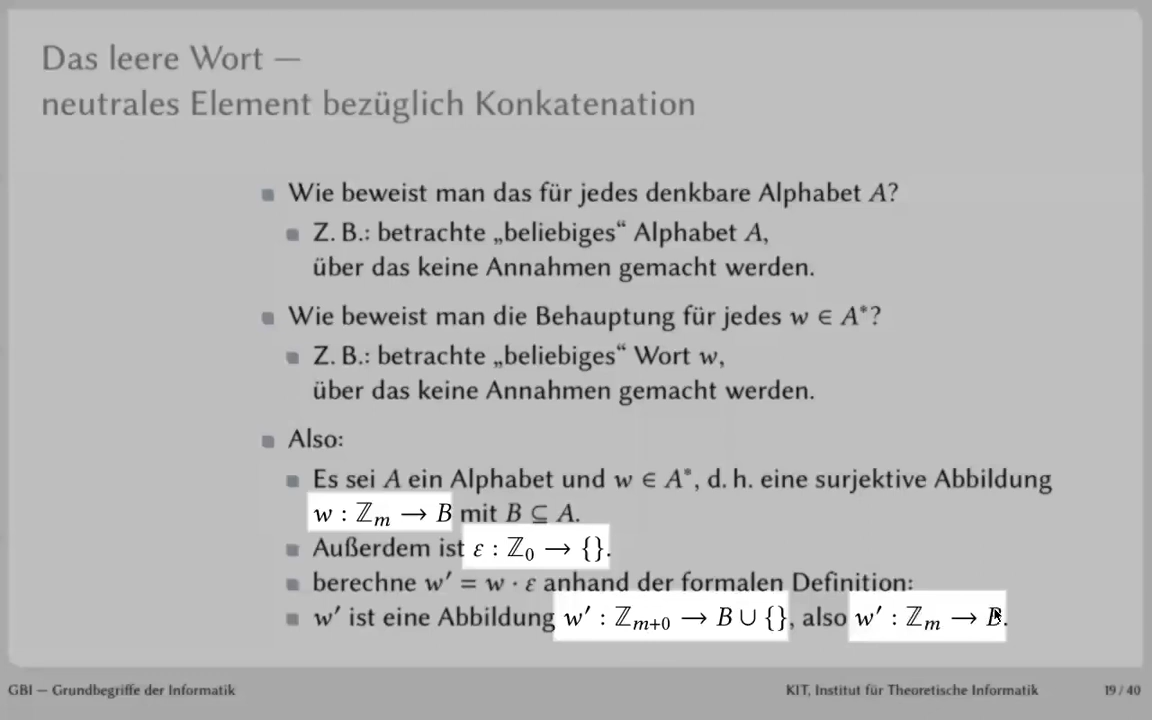 Das leere Wort —
neutrales Element bezüglich Konkatenation
Wie beweist man das für jedes denkbare Alphabet A?
Z. B.: betrachte „beliebiges“ Alphabet A,
über das keine Annahmen gemacht werden.
Wie beweist man die Behauptung für jedes w ∈ A*?
Z. B.: betrachte „beliebiges“ Wort w,
über das keine Annahmen gemacht werden.
Also:
Es sei A ein Alphabet und w ∈ A*, d. h. eine surjektive Abbildung
w : ℤₘ → B mit B ⊆ A.
Außerdem ist ε : ℤ₀ → {}.
berechne w′ = w · ε anhand der formalen Definition:
w′ ist eine Abbildung w′ : ℤₘ₊₀ → B ∪ {}, also w′ : ℤₘ → B.
GBI — Grundbegriffe der Informatik KIT, Institut für Theoretische Informatik 19 / 40